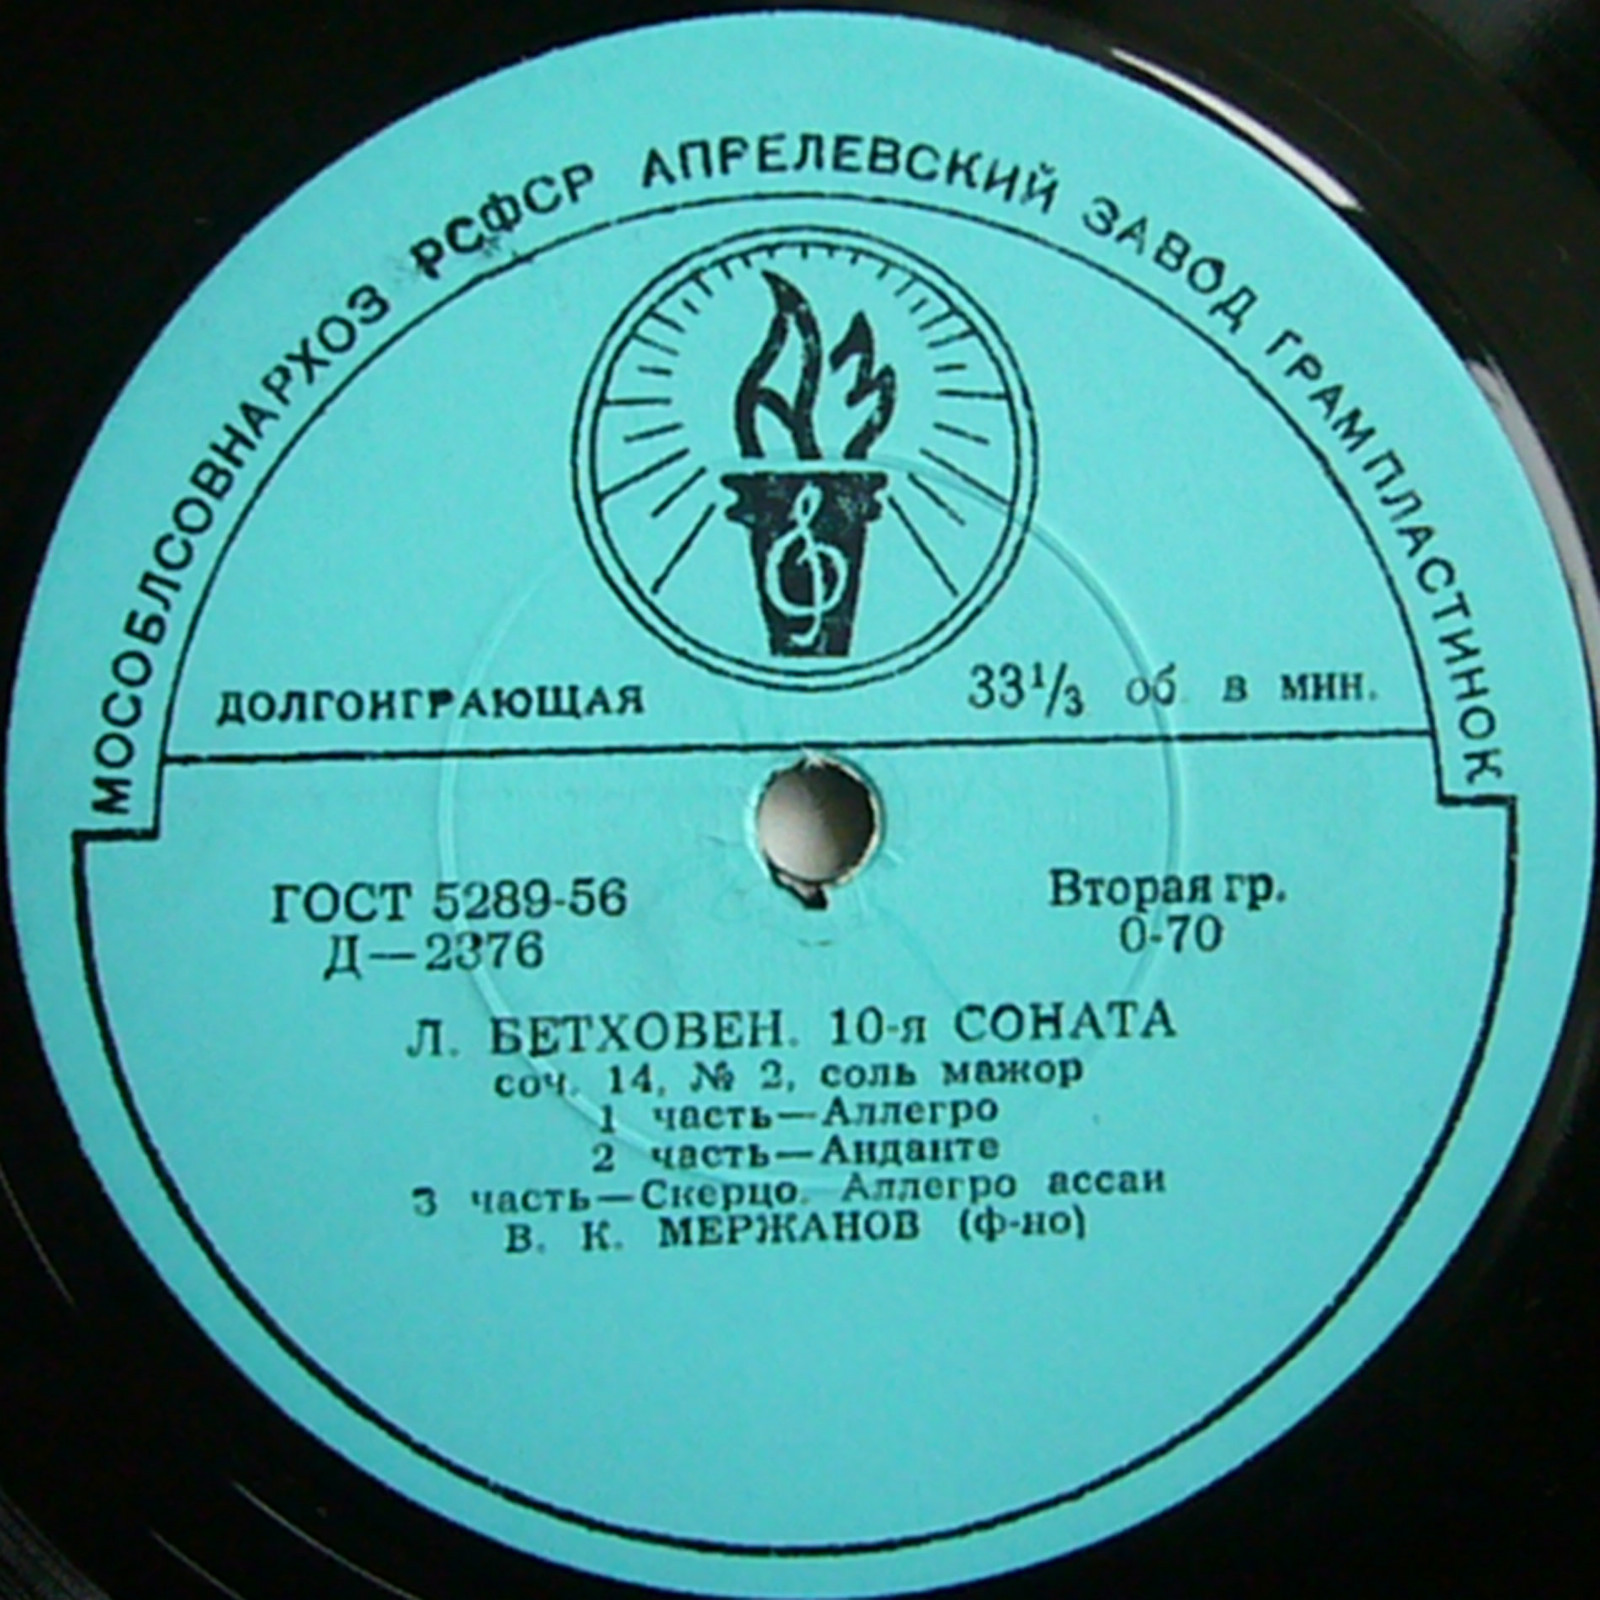 МОСОБЛСОВНАРХОЗ РСФСР АПРЕЛЕВСКИЙ ЗАВОД ГРАМПЛАСТИНОК
АЗ
ДОЛГОИГРАЮЩАЯ 33⅓ об в мин.
ГОСТ 5289-56 Вторая гр.
Д—2376 0-70
Л. БЕТХОВЕН. 10-я СОНАТА
соч. 14, № 2, соль мажор
1 часть—Аллегро
2 часть—Анданте
3 часть—Скерцо. Аллегро ассаи
В. К. МЕРЖАНОВ (ф-но)